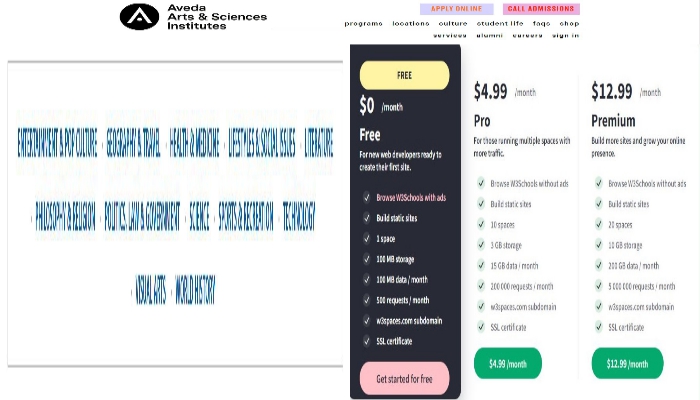 Aveda
Arts & Sciences
Institutes
APPLY ONLINE CALL ADMISSIONS
programs locations culture student life faqs shop
services alumni careers sign in
ENTERTAINMENT & POP CULTURE · GEOGRAPHY & TRAVEL · HEALTH & MEDICINE · LIFESTYLES & SOCIAL ISSUES · LITERATURE
· PHILOSOPHY & RELIGION · POLITICS, LAW & GOVERNMENT · SCIENCE · SPORTS & RECREATION · TECHNOLOGY
· VISUAL ARTS · WORLD HISTORY
FREE
$0 /month
Free
For new web developers ready to
create their first site.
Browse W3Schools with ads
Build static sites
1 space
100 MB storage
100 MB data / month
500 requests / month
w3spaces.com subdomain
SSL certificate
Get started for free
$4.99 /month
Pro
For those running multiple spaces with
more traffic.
Browse W3Schools without ads
Build static sites
10 spaces
3 GB storage
15 GB data / month
200 000 requests / month
w3spaces.com subdomain
SSL certificate
$4.99 /month
$12.99 /month
Premium
Build more sites and grow your online
presence.
Browse W3Schools without ads
Build static sites
20 spaces
10 GB storage
200 GB data / month
5 000 000 requests / month
w3spaces.com subdomain
SSL certificate
$12.99 /month